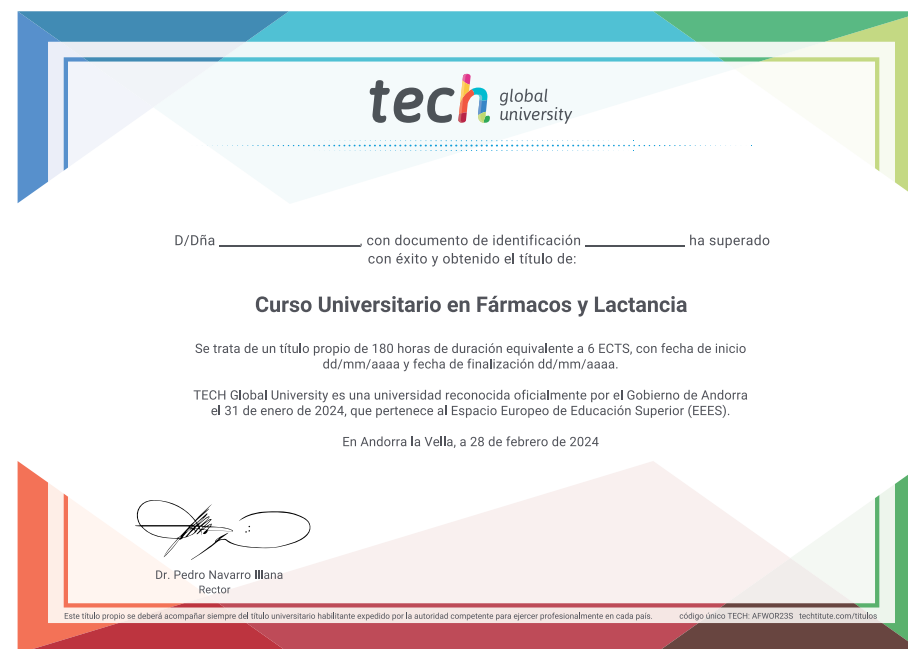 tech global university
D/Dña ____________________, con documento de identificación ______________ ha superado
con éxito y obtenido el título de:
Curso Universitario en Fármacos y Lactancia
Se trata de un título propio de 180 horas de duración equivalente a 6 ECTS, con fecha de inicio
dd/mm/aaaa y fecha de finalización dd/mm/aaaa.
TECH Global University es una universidad reconocida oficialmente por el Gobierno de Andorra
el 31 de enero de 2024, que pertenece al Espacio Europeo de Educación Superior (EEES).
En Andorra la Vella, a 28 de febrero de 2024
Dr. Pedro Navarro Illana
Rector
Este título propio se deberá acompañar siempre del título universitario habilitante expedido por la autoridad competente para ejercer profesionalmente en cada país. código único TECH: AFWOR23S techtitute.com/titulos